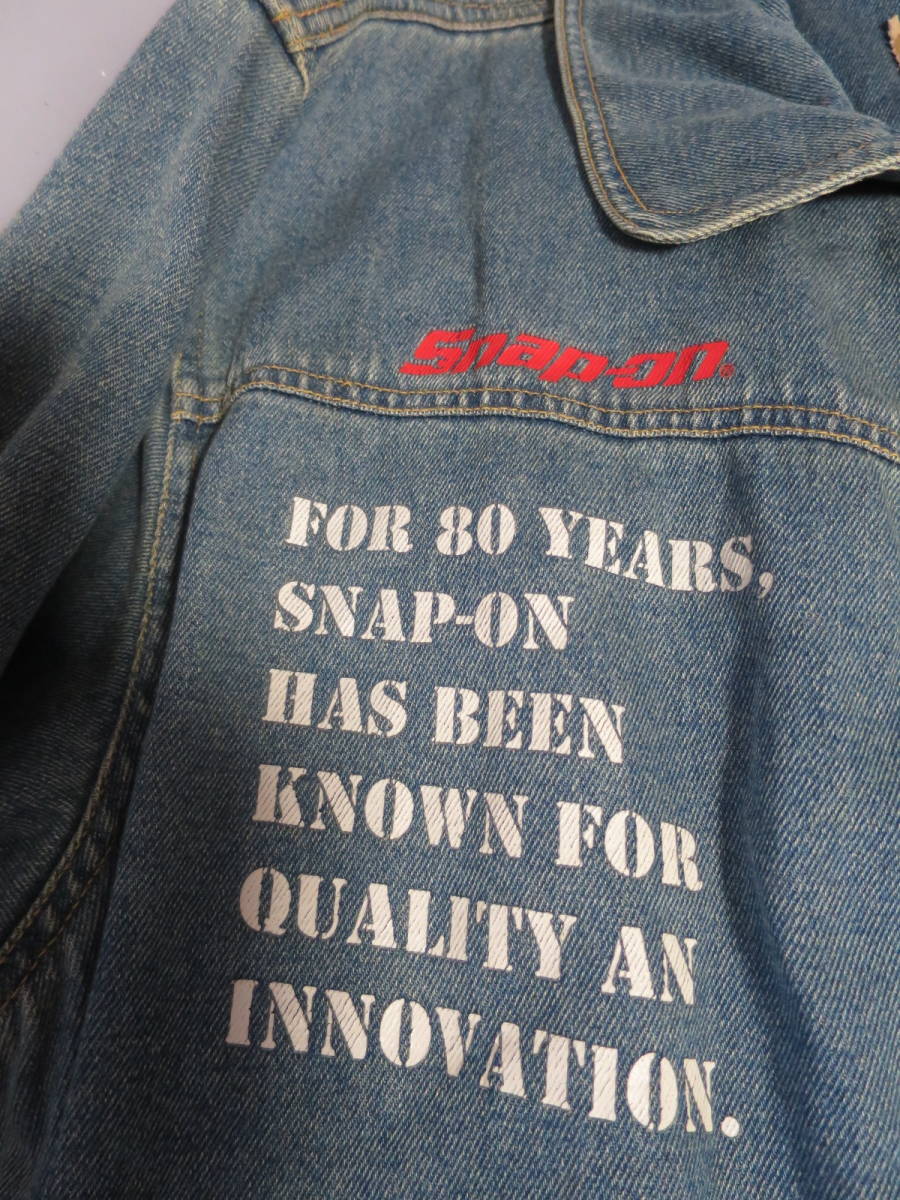 Snap-on®
FOR 80 YEARS,
SNAP-ON
HAS BEEN
KNOWN FOR
QUALITY AN
INNOVATION.